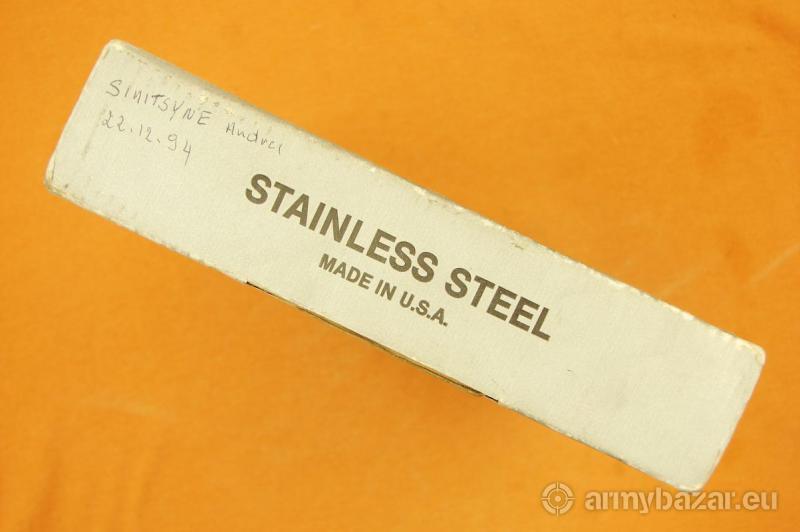 SINITSYNE Andrei
22.12.94
STAINLESS STEEL
MADE IN U.S.A.
armybazar.eu